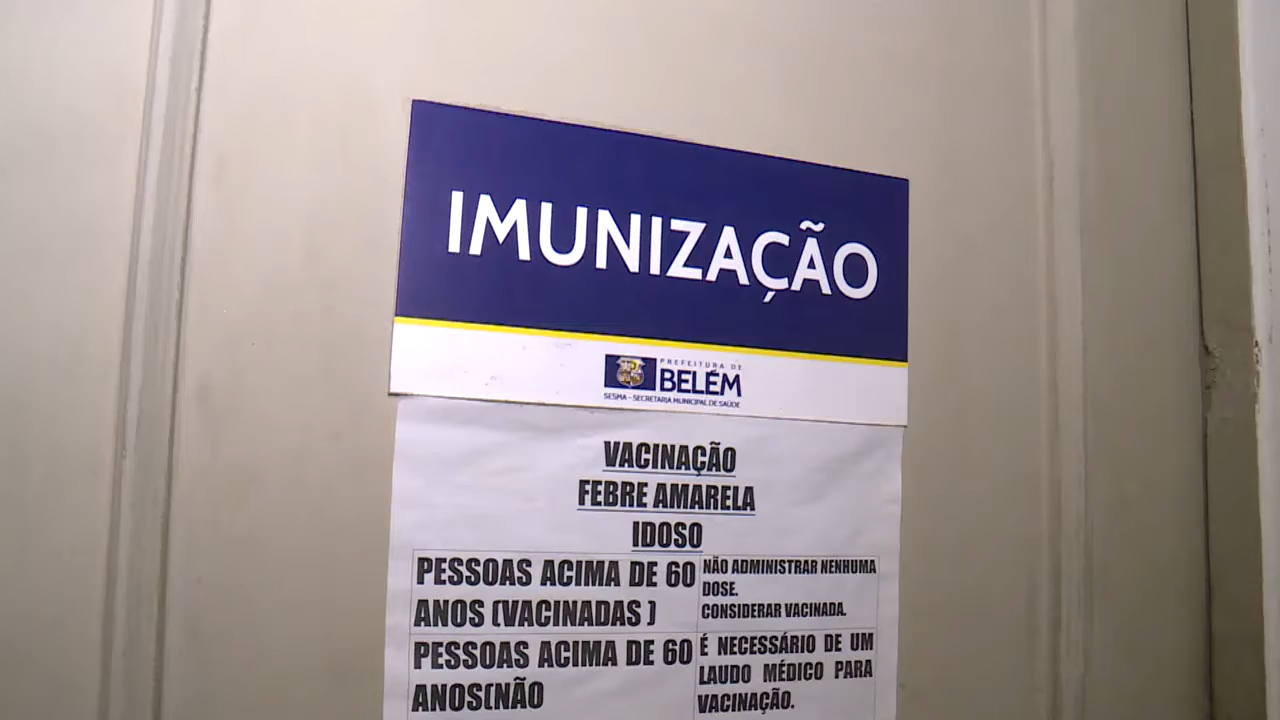 IMUNIZAÇÃO
PREFEITURA DE
BELÉM
SESMA - SECRETARIA MUNICIPAL DE SAÚDE
VACINAÇÃO
FEBRE AMARELA
IDOSO
PESSOAS ACIMA DE 60
ANOS (VACINADAS )
NÃO ADMINISTRAR NENHUMA
DOSE.
CONSIDERAR VACINADA.
PESSOAS ACIMA DE 60
ANOS(NÃO
É NECESSÁRIO DE UM
LAUDO MÉDICO PARA
VACINAÇÃO.